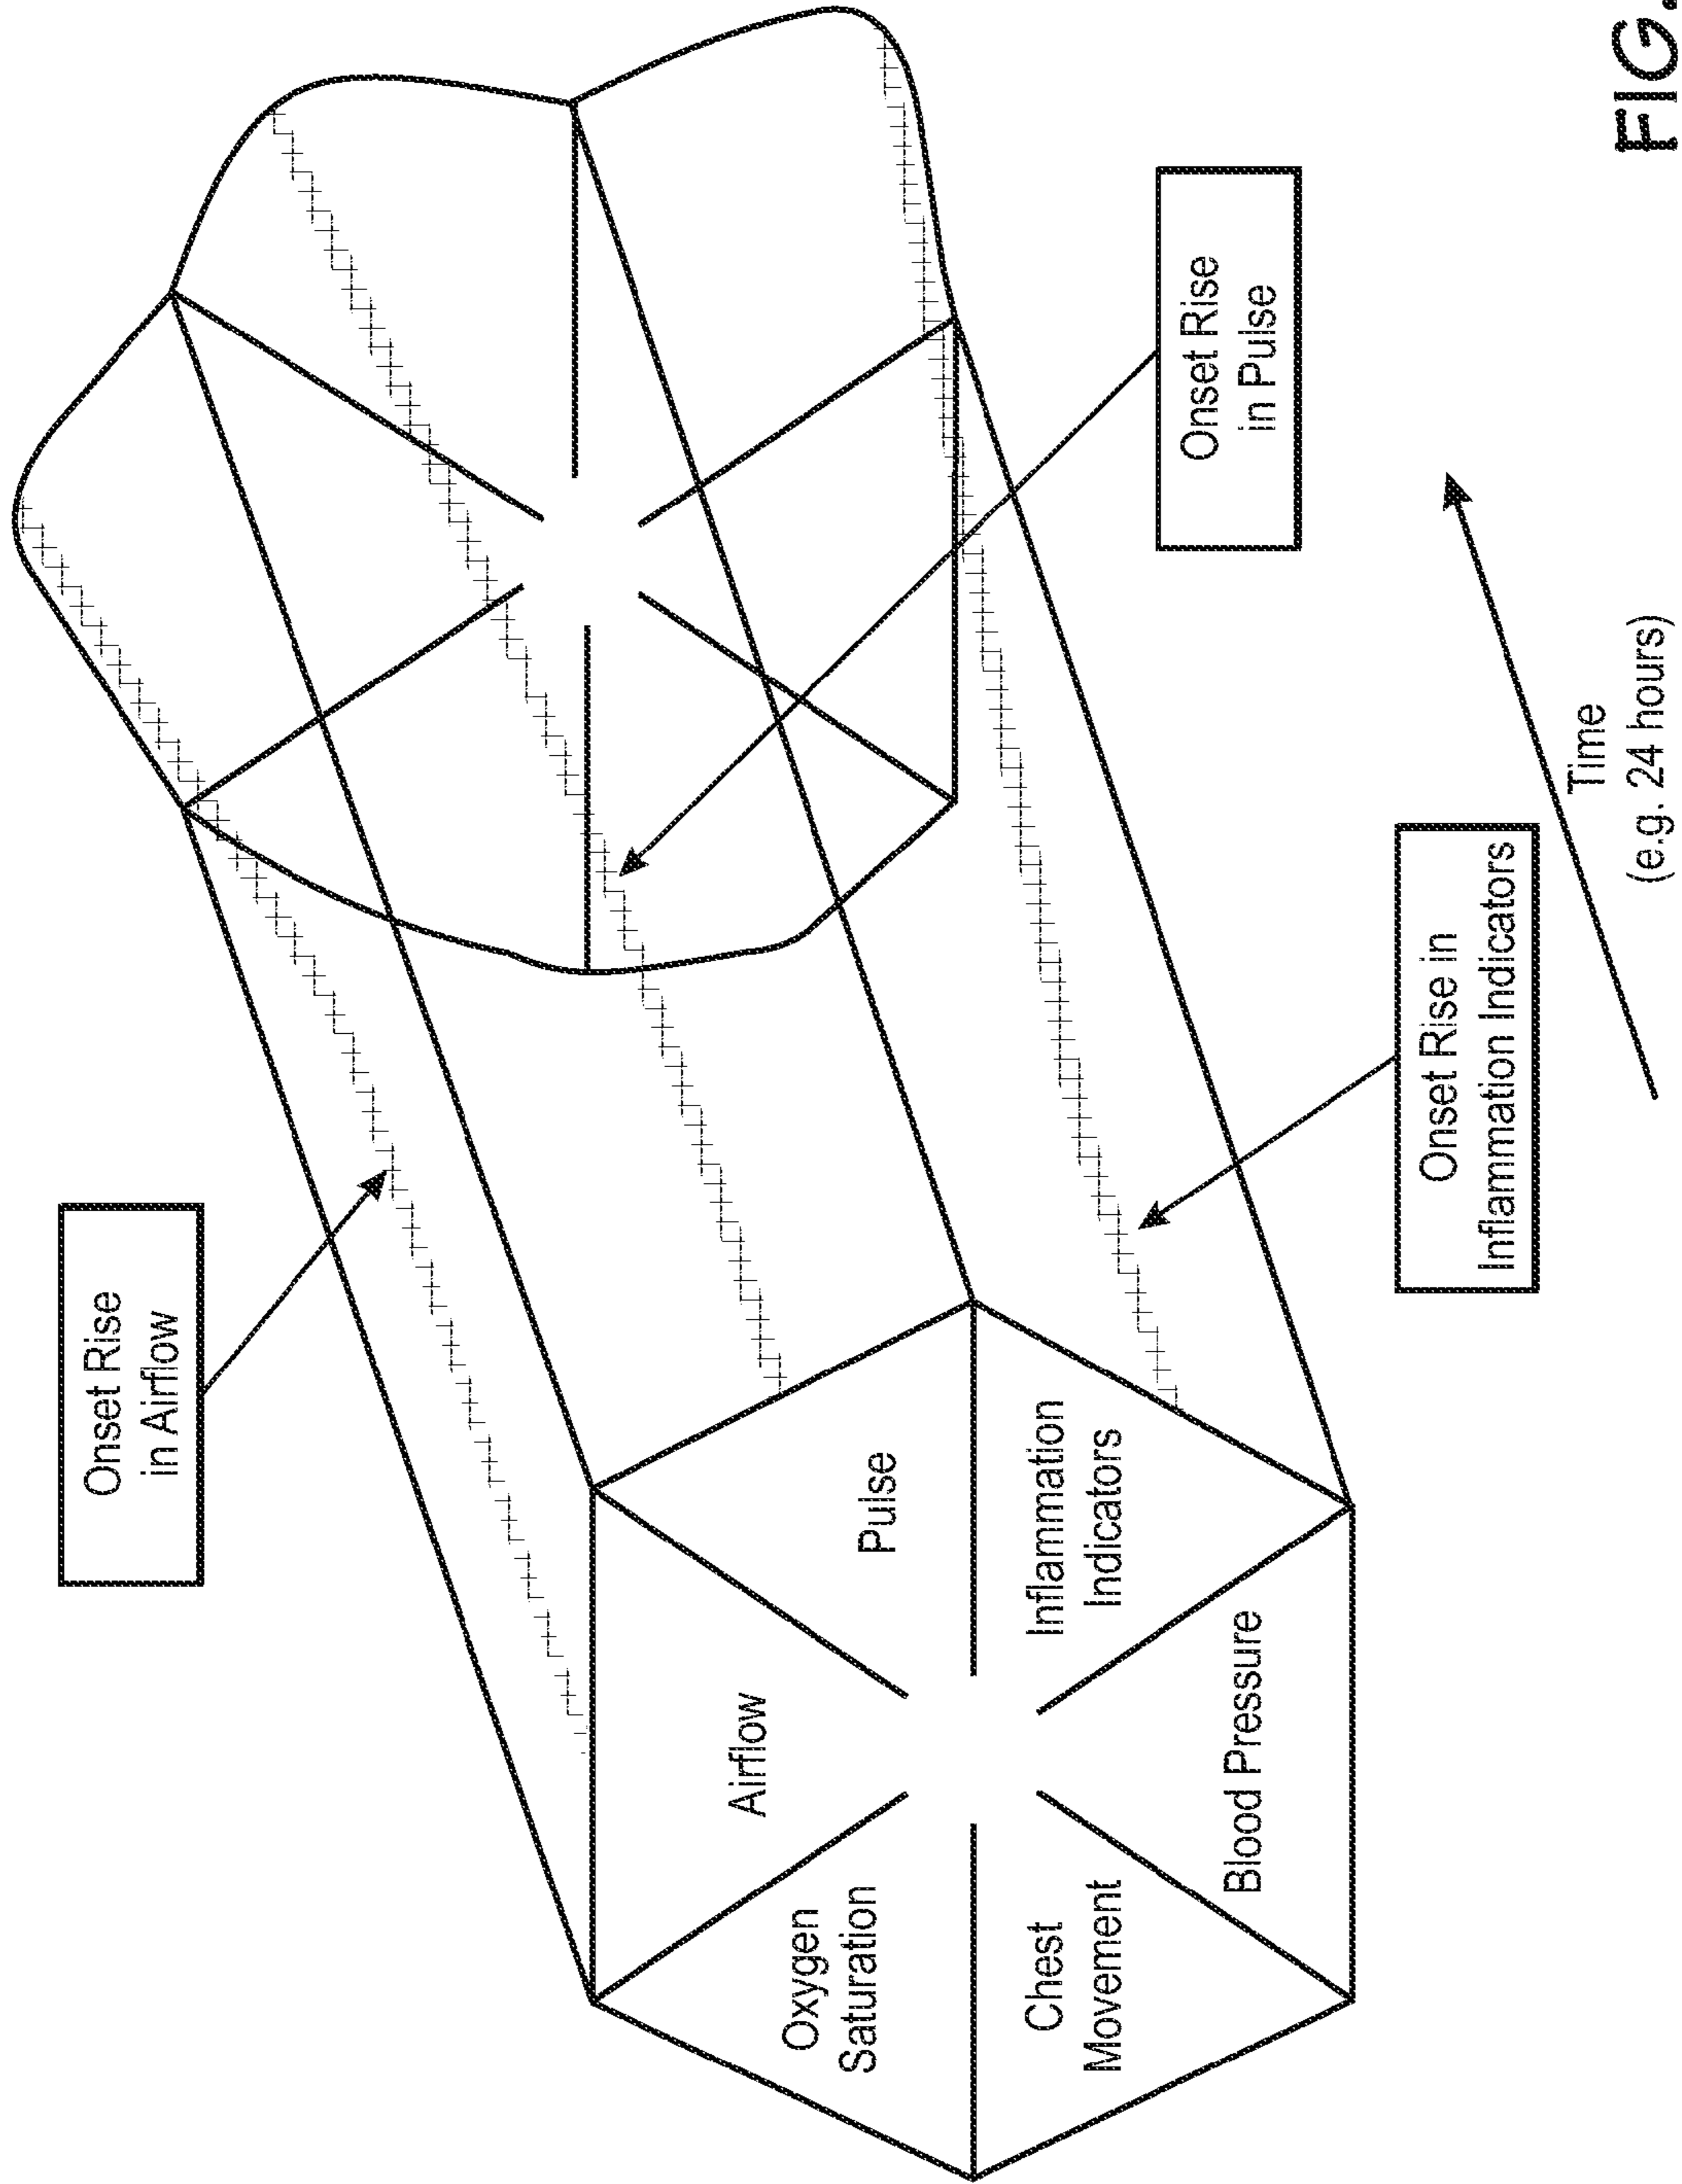 Onset Rise
in Airflow
Oxygen
Saturation
Airflow
Pulse
Chest
Movement
Blood Pressure
Inflammation
Indicators
Onset Rise
in Pulse
Onset Rise in
Inflammation Indicators
Time
(e.g. 24 hours)
FIG.